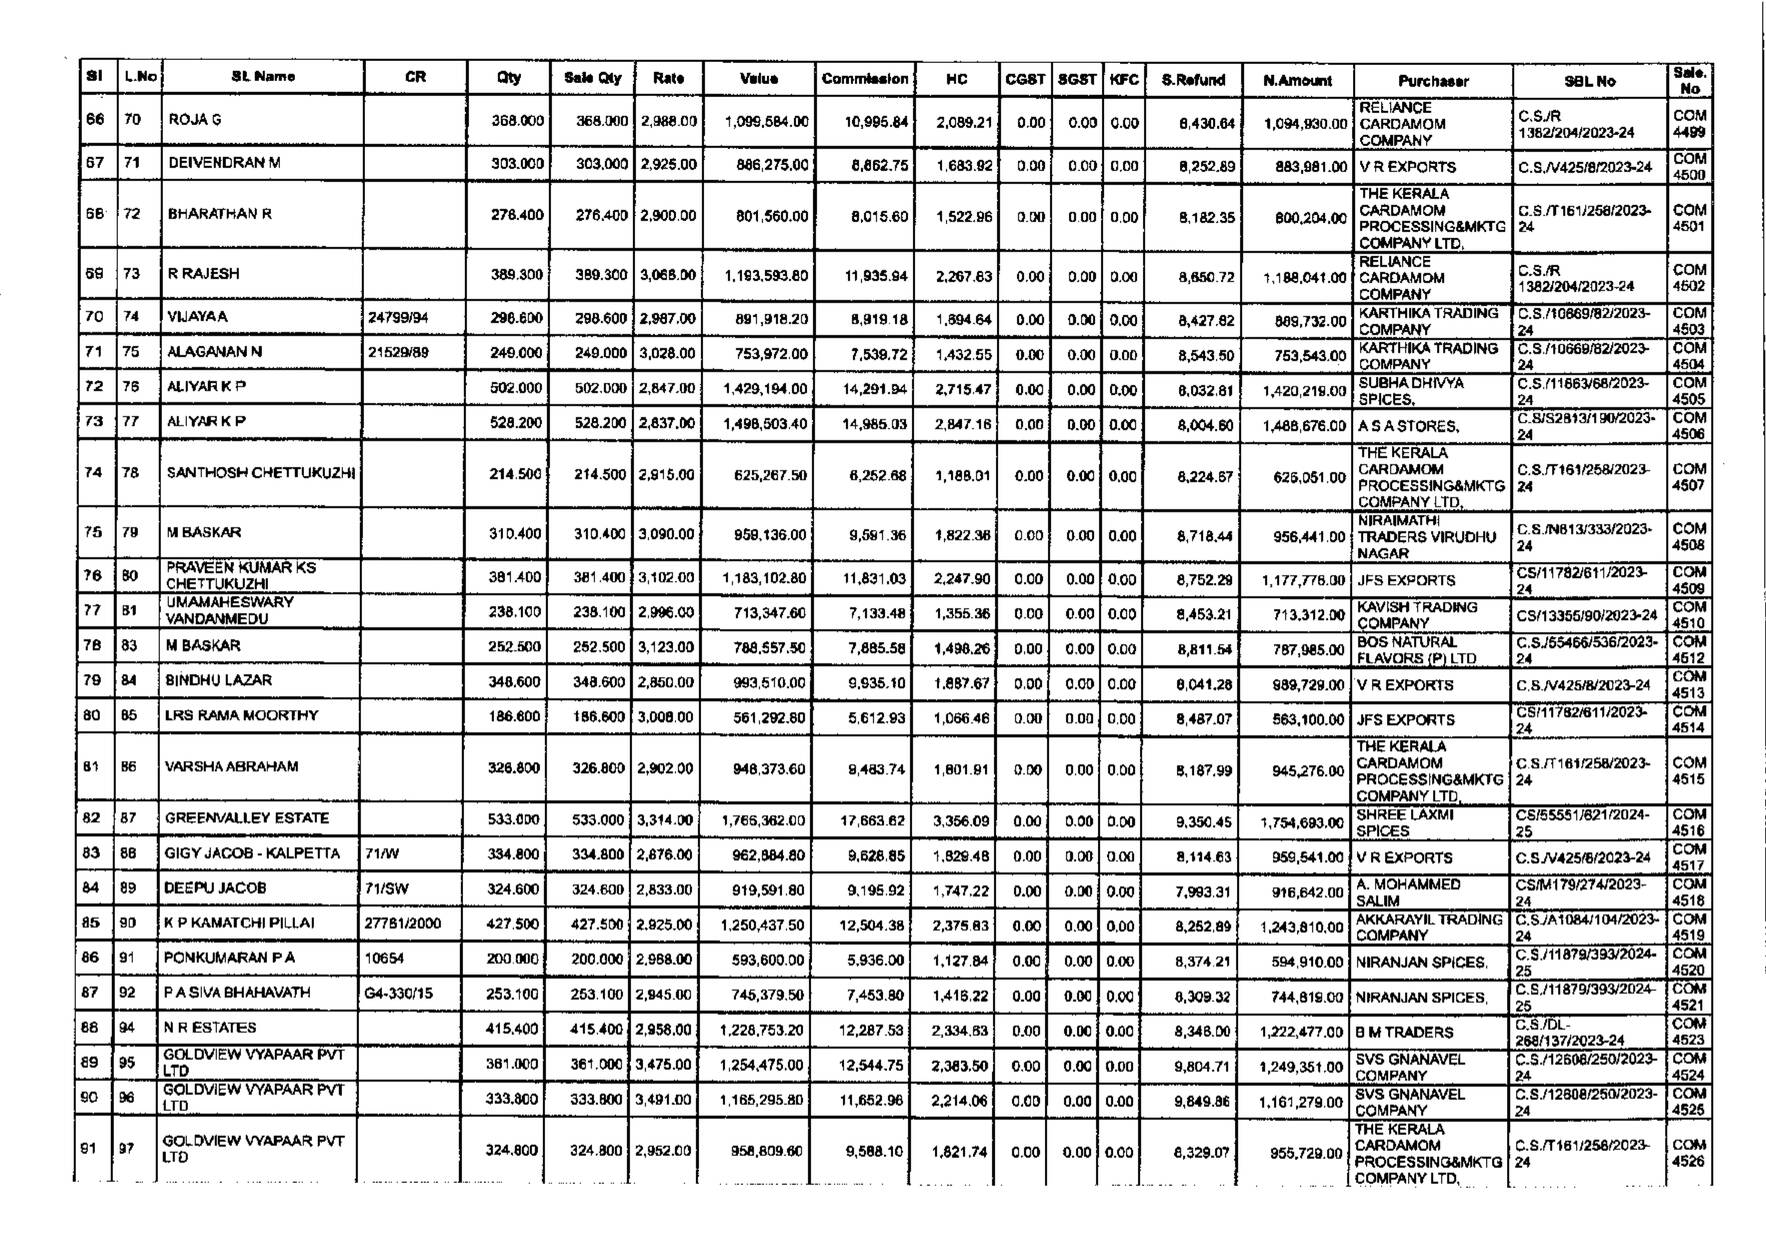 Sl L.No SL Name CR Qty Sale Qty Rate Value Commission HC CGST SGST KFC S.Refund N.Amount Purchaser SBL No Sale. No
66 70 ROJA G 368.000 368.000 2,988.00 1,099,584.00 10,995.84 2,089.21 0.00 0.00 0.00 8,430.64 1,094,930.00 RELIANCE CARDAMOM COMPANY C.S./R 1382/204/2023-24 COM 4499
67 71 DEIVENDRAN M 303.000 303.000 2,925.00 886,275.00 8,862.75 1,683.92 0.00 0.00 0.00 8,252.89 883,981.00 V R EXPORTS C.S./V425/8/2023-24 COM 4500
68 72 BHARATHAN R 276.400 276.400 2,900.00 801,560.00 8,015.60 1,522.96 0.00 0.00 0.00 8,182.35 800,204.00 THE KERALA CARDAMOM PROCESSING&MKTG COMPANY LTD, C.S./T161/258/2023-24 COM 4501
69 73 R RAJESH 389.300 389.300 3,066.00 1,193,593.80 11,935.94 2,267.83 0.00 0.00 0.00 8,650.72 1,188,041.00 RELIANCE CARDAMOM COMPANY C.S./R 1382/204/2023-24 COM 4502
70 74 VIJAYA A 24799/94 298.600 298.600 2,987.00 891,918.20 8,919.18 1,694.64 0.00 0.00 0.00 8,427.82 889,732.00 KARTHIKA TRADING COMPANY C.S./10669/82/2023-24 COM 4503
71 75 ALAGANAN N 21529/89 249.000 249.000 3,028.00 753,972.00 7,539.72 1,432.55 0.00 0.00 0.00 8,543.50 753,543.00 KARTHIKA TRADING COMPANY C.S./10669/82/2023-24 COM 4504
72 76 ALIYAR K P 502.000 502.000 2,847.00 1,429,194.00 14,291.94 2,715.47 0.00 0.00 0.00 8,032.81 1,420,219.00 SUBHA DHIVYA SPICES, C.S./11663/68/2023-24 COM 4505
73 77 ALIYAR K P 528.200 528.200 2,837.00 1,498,503.40 14,985.03 2,847.16 0.00 0.00 0.00 8,004.60 1,488,676.00 A S A STORES, C.S/S2813/190/2023-24 COM 4506
74 78 SANTHOSH CHETTUKUZHI 214.500 214.500 2,915.00 625,267.50 6,252.68 1,188.01 0.00 0.00 0.00 8,224.67 626,051.00 THE KERALA CARDAMOM PROCESSING&MKTG COMPANY LTD, C.S./T161/258/2023-24 COM 4507
75 79 M BASKAR 310.400 310.400 3,090.00 959,136.00 9,591.36 1,822.36 0.00 0.00 0.00 8,718.44 956,441.00 NIRAIMATHI TRADERS VIRUDHU NAGAR C.S./N613/333/2023-24 COM 4508
76 80 PRAVEEN KUMAR KS CHETTUKUZHI 381.400 381.400 3,102.00 1,183,102.80 11,831.03 2,247.90 0.00 0.00 0.00 8,752.29 1,177,776.00 JFS EXPORTS CS/11782/611/2023-24 COM 4509
77 81 UMAMAHESWARY VANDANMEDU 238.100 238.100 2,996.00 713,347.60 7,133.48 1,355.36 0.00 0.00 0.00 8,453.21 713,312.00 KAVISH TRADING COMPANY CS/13355/90/2023-24 COM 4510
78 83 M BASKAR 252.500 252.500 3,123.00 788,557.50 7,885.58 1,498.26 0.00 0.00 0.00 8,811.54 787,985.00 BOS NATURAL FLAVORS (P) LTD C.S./55466/536/2023-24 COM 4512
79 84 BINDHU LAZAR 348.600 348.600 2,850.00 993,510.00 9,935.10 1,887.67 0.00 0.00 0.00 8,041.28 989,729.00 V R EXPORTS C.S./V425/8/2023-24 COM 4513
80 85 LRS RAMA MOORTHY 186.600 186.600 3,008.00 561,292.80 5,612.93 1,066.46 0.00 0.00 0.00 8,487.07 563,100.00 JFS EXPORTS CS/11782/611/2023-24 COM 4514
81 86 VARSHA ABRAHAM 326.800 326.800 2,902.00 948,373.60 9,483.74 1,801.91 0.00 0.00 0.00 8,187.99 945,276.00 THE KERALA CARDAMOM PROCESSING&MKTG COMPANY LTD, C.S./T161/258/2023-24 COM 4515
82 87 GREENVALLEY ESTATE 533.000 533.000 3,314.00 1,766,362.00 17,663.62 3,356.09 0.00 0.00 0.00 9,350.45 1,754,693.00 SHREE LAXMI SPICES CS/55551/621/2024-25 COM 4516
83 88 GIGY JACOB - KALPETTA 71/W 334.800 334.800 2,876.00 962,884.80 9,628.85 1,829.48 0.00 0.00 0.00 8,114.63 959,541.00 V R EXPORTS C.S./V425/8/2023-24 COM 4517
84 89 DEEPU JACOB 71/SW 324.600 324.600 2,833.00 919,591.80 9,195.92 1,747.22 0.00 0.00 0.00 7,993.31 916,642.00 A. MOHAMMED SALIM CS/M179/274/2023-24 COM 4518
85 90 K P KAMATCHI PILLAI 27781/2000 427.500 427.500 2,925.00 1,250,437.50 12,504.38 2,375.83 0.00 0.00 0.00 8,252.89 1,243,810.00 AKKARAYIL TRADING COMPANY C.S./A1084/104/2023-24 COM 4519
86 91 PONKUMARAN P A 10654 200.000 200.000 2,968.00 593,600.00 5,936.00 1,127.84 0.00 0.00 0.00 8,374.21 594,910.00 NIRANJAN SPICES, C.S./11879/393/2024-25 COM 4520
87 92 P A SIVA BHAHAVATH G4-330/15 253.100 253.100 2,945.00 745,379.50 7,453.80 1,416.22 0.00 0.00 0.00 8,309.32 744,819.00 NIRANJAN SPICES, C.S./11879/393/2024-25 COM 4521
88 94 N R ESTATES 415.400 415.400 2,958.00 1,228,753.20 12,287.53 2,334.63 0.00 0.00 0.00 8,346.00 1,222,477.00 B M TRADERS C.S./DL-268/137/2023-24 COM 4523
89 95 GOLDVIEW VYAPAAR PVT LTD 361.000 361.000 3,475.00 1,254,475.00 12,544.75 2,383.50 0.00 0.00 0.00 9,804.71 1,249,351.00 SVS GNANAVEL COMPANY C.S./12608/250/2023-24 COM 4524
90 96 GOLDVIEW VYAPAAR PVT LTD 333.800 333.800 3,491.00 1,165,295.80 11,652.96 2,214.06 0.00 0.00 0.00 9,849.86 1,161,279.00 SVS GNANAVEL COMPANY C.S./12608/250/2023-24 COM 4525
91 97 GOLDVIEW VYAPAAR PVT LTD 324.800 324.800 2,952.00 958,809.60 9,588.10 1,821.74 0.00 0.00 0.00 8,329.07 955,729.00 THE KERALA CARDAMOM PROCESSING&MKTG COMPANY LTD, C.S./T161/258/2023-24 COM 4526